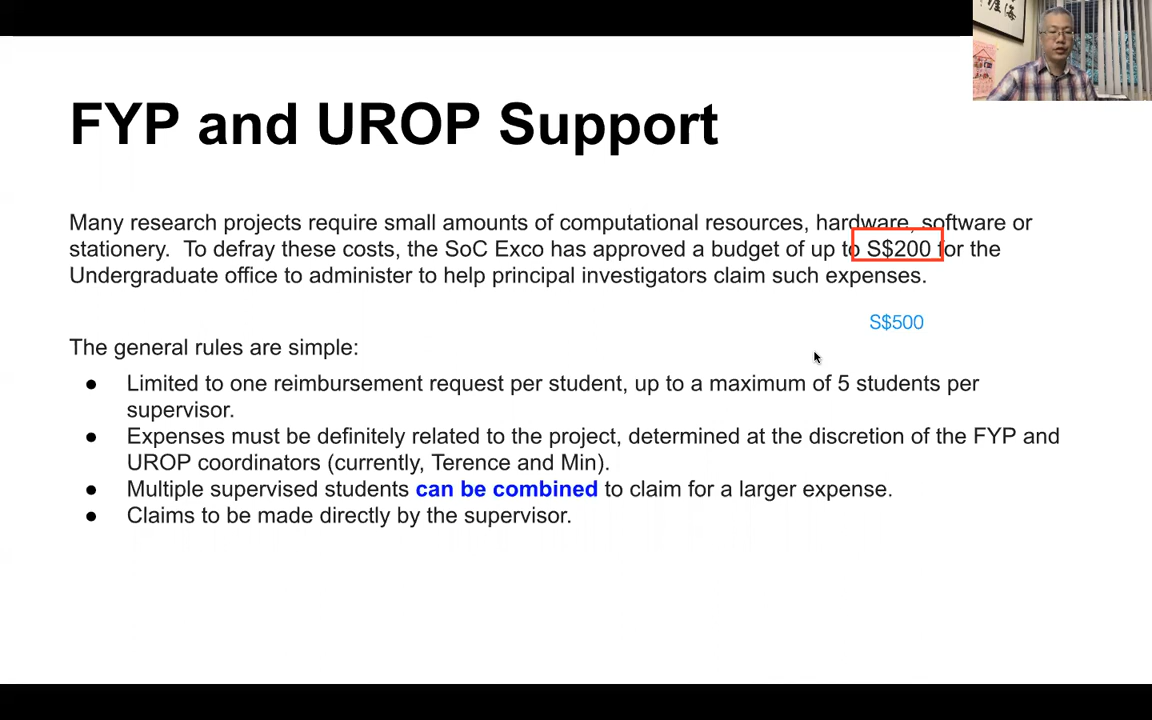 FYP and UROP Support
Many research projects require small amounts of computational resources, hardware, software or
stationery.  To defray these costs, the SoC Exco has approved a budget of up to S$200 for the
Undergraduate office to administer to help principal investigators claim such expenses.
S$500
The general rules are simple:
● Limited to one reimbursement request per student, up to a maximum of 5 students per
supervisor.
● Expenses must be definitely related to the project, determined at the discretion of the FYP and
UROP coordinators (currently, Terence and Min).
● Multiple supervised students can be combined to claim for a larger expense.
● Claims to be made directly by the supervisor.